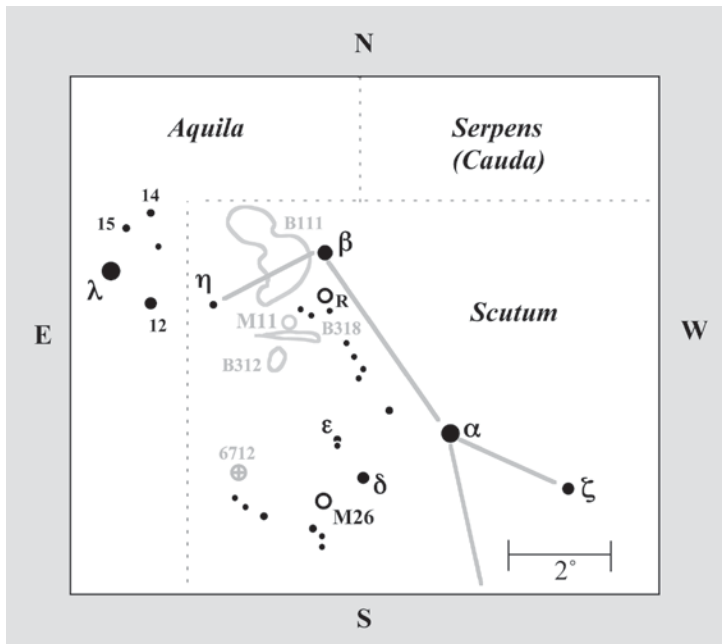 N
Aquila
Serpens
(Cauda)
14
15
B111
β
η
λ
R
12
M11
B318
Scutum
E
W
B312
ε
α
6712
δ
ζ
M26
2°
S